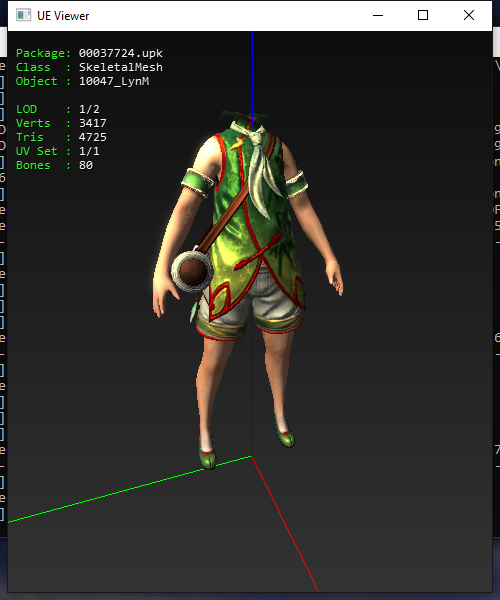 UE Viewer
Package: 00037724.upk
Class : SkeletalMesh
Object : 10047_LynM
LOD : 1/2
Verts : 3417
Tris : 4725
UV Set : 1/1
Bones : 80